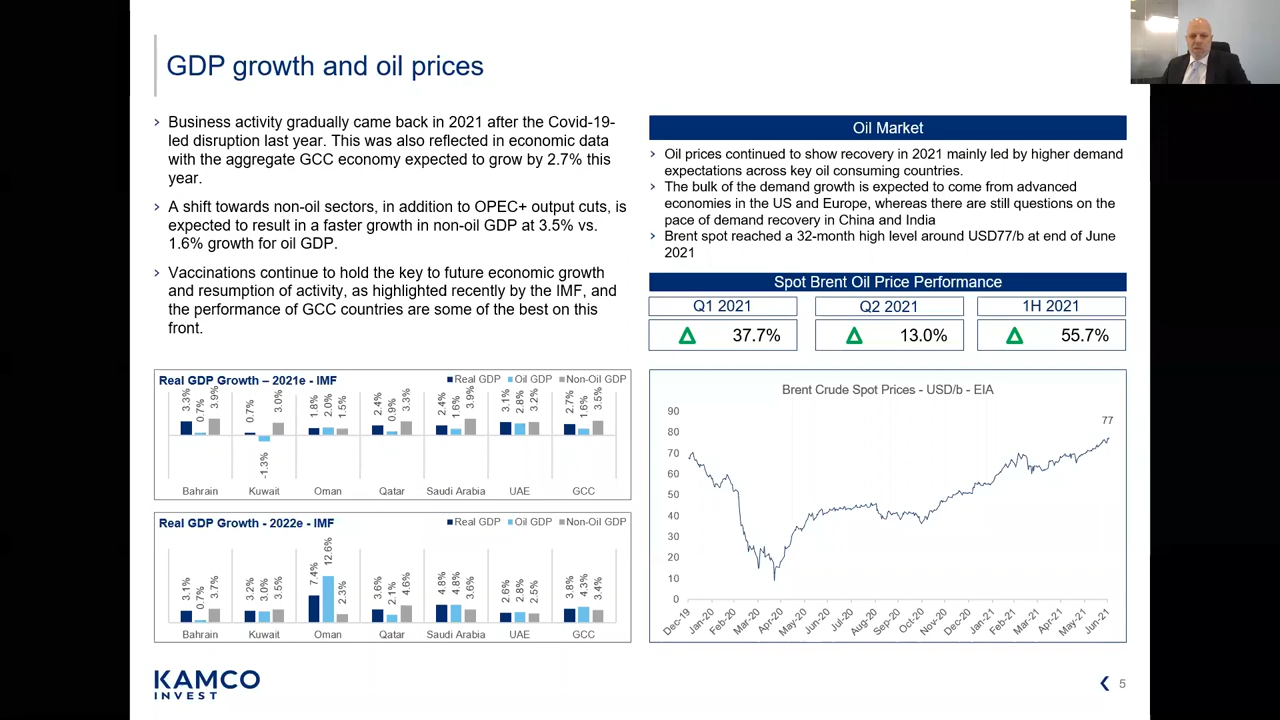 GDP growth and oil prices
› Business activity gradually came back in 2021 after the Covid-19-
led disruption last year. This was also reflected in economic data
with the aggregate GCC economy expected to grow by 2.7% this
year.
› A shift towards non-oil sectors, in addition to OPEC+ output cuts, is
expected to result in a faster growth in non-oil GDP at 3.5% vs.
1.6% growth for oil GDP.
› Vaccinations continue to hold the key to future economic growth
and resumption of activity, as highlighted recently by the IMF, and
the performance of GCC countries are some of the best on this
front.
Oil Market
› Oil prices continued to show recovery in 2021 mainly led by higher demand
expectations across key oil consuming countries.
› The bulk of the demand growth is expected to come from advanced
economies in the US and Europe, whereas there are still questions on the
pace of demand recovery in China and India
› Brent spot reached a 32-month high level around USD77/b at end of June
2021
Spot Brent Oil Price Performance
Q1 2021 Q2 2021 1H 2021
37.7% 13.0% 55.7%
Real GDP Growth – 2021e - IMF
Real GDP Oil GDP Non-Oil GDP
3.3% 0.7% 3.9% 0.7% -1.3% 3.0% 1.8% 2.0% 1.5% 2.4% 0.9% 3.3% 2.4% 1.6% 3.9% 3.1% 2.8% 3.2% 2.7% 1.6% 3.5%
Bahrain Kuwait Oman Qatar Saudi Arabia UAE GCC
Real GDP Growth - 2022e - IMF
Real GDP Oil GDP Non-Oil GDP
3.1% 0.7% 3.7% 3.2% 3.0% 3.5% 7.4% 12.6% 2.3% 3.6% 2.1% 4.6% 4.8% 4.8% 3.6% 2.6% 2.8% 2.5% 3.8% 4.3% 3.4%
Bahrain Kuwait Oman Qatar Saudi Arabia UAE GCC
Brent Crude Spot Prices - USD/b - EIA
90
80
70
60
50
40
30
20
10
0
77
Dec-19 Jan-20 Feb-20 Mar-20 Apr-20 May-20 Jun-20 Jul-20 Aug-20 Sep-20 Oct-20 Nov-20 Dec-20 Jan-21 Feb-21 Mar-21 Apr-21 May-21 Jun-21
KAMCO
INVEST
5